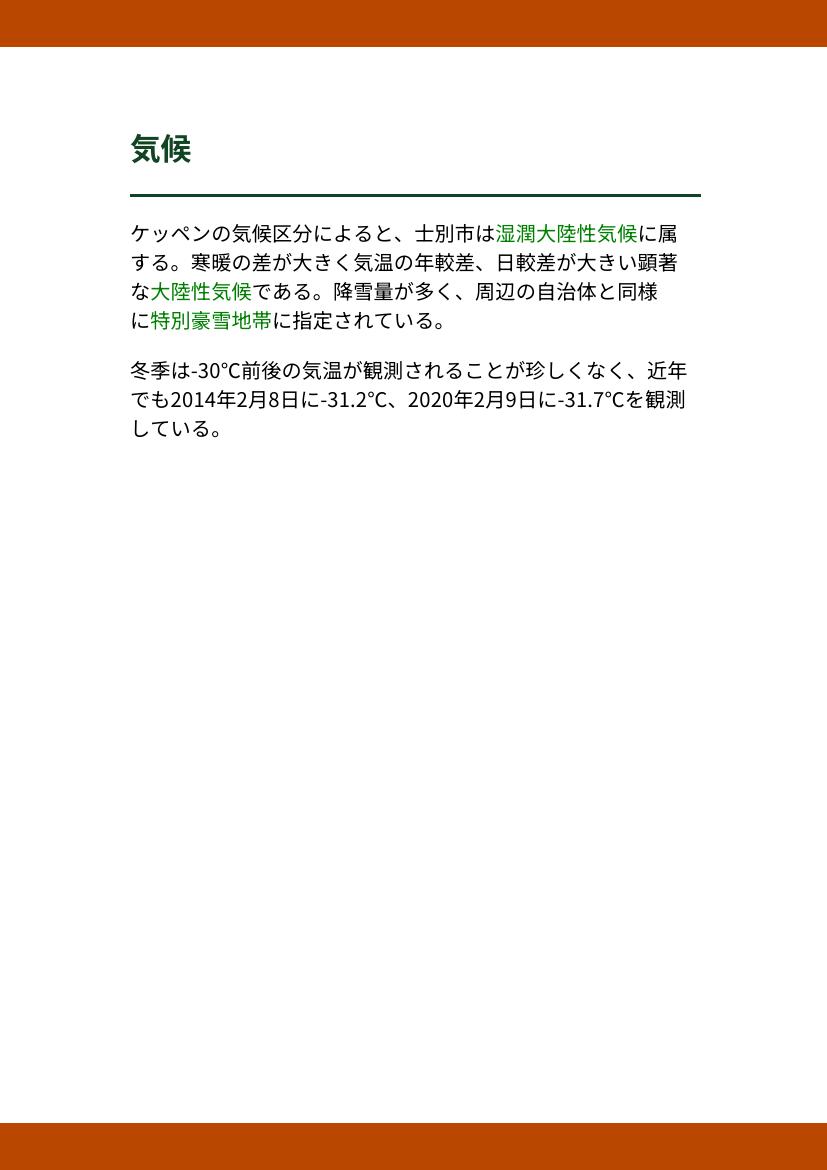 気候
ケッペンの気候区分によると、士別市は湿潤大陸性気候に属
する。寒暖の差が大きく気温の年較差、日較差が大きい顕著
な大陸性気候である。降雪量が多く、周辺の自治体と同様
に特別豪雪地帯に指定されている。
冬季は-30℃前後の気温が観測されることが珍しくなく、近年
でも2014年2月8日に-31.2℃、2020年2月9日に-31.7℃を観測
している。